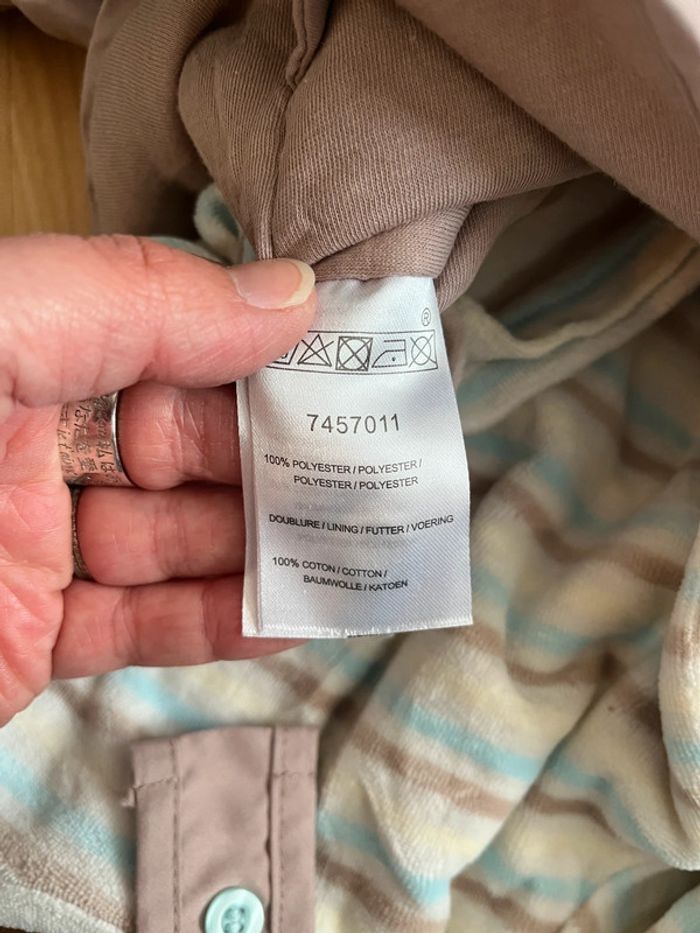 ®
7457011
100% POLYESTER / POLYESTER /
POLYESTER / POLYESTER
DOUBLURE / LINING / FUTTER / VOERING
100% COTON / COTTON /
BAUMWOLLE / KATOEN